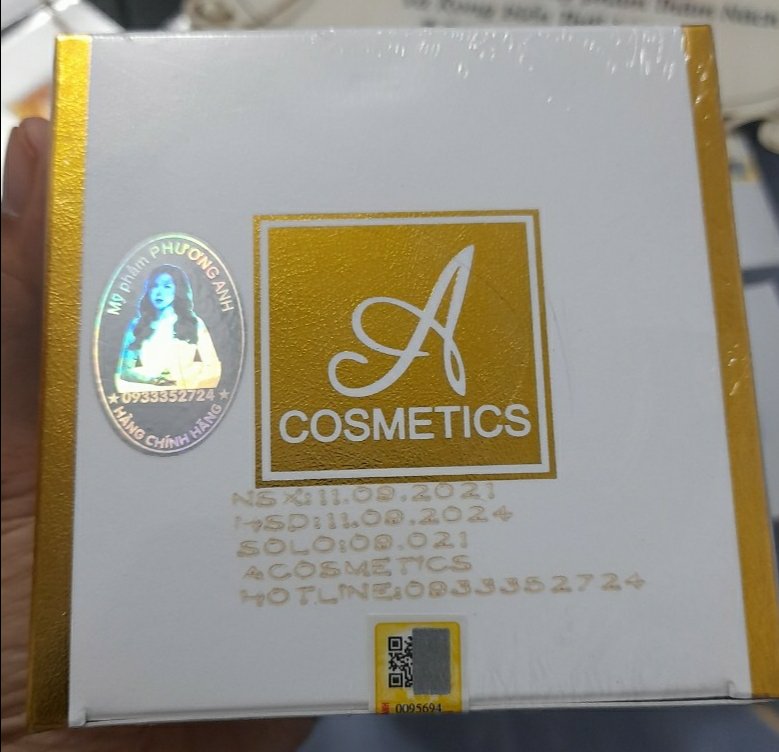 Mỹ phẩm PHƯƠNG ANH
★ 0933352724 ★
HÀNG CHÍNH HÃNG
A
COSMETICS
NSX:11.09.2021
HSD:11.09.2024
SOLO:09.021
ACOSMETICS
HOTLINE:0933352724
0095694